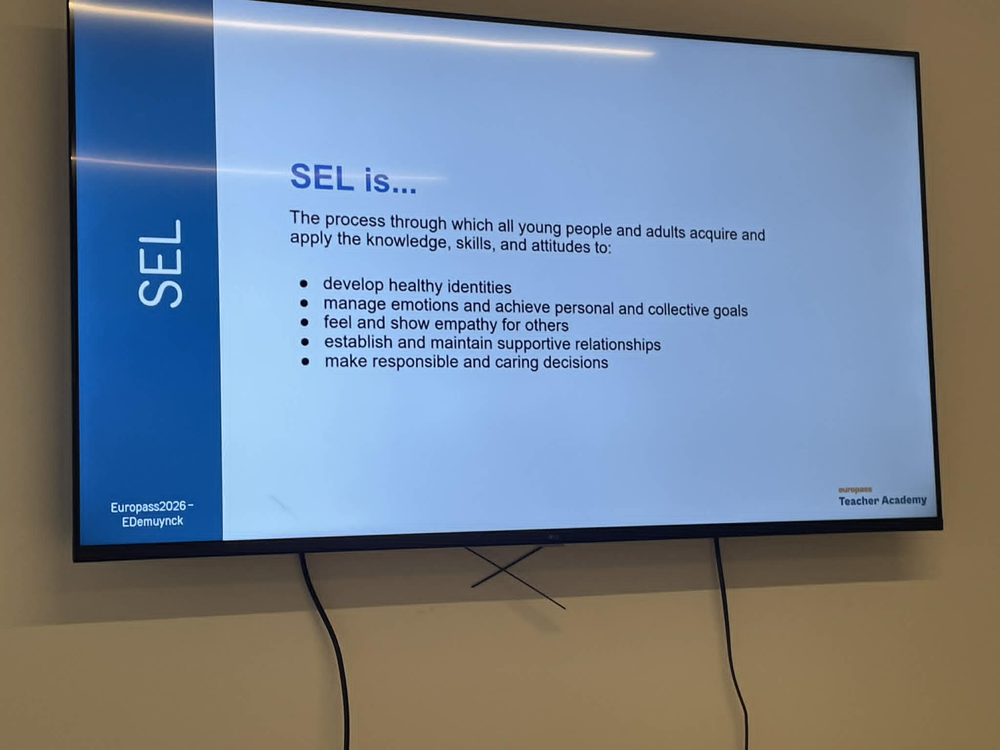 SEL
SEL is...
The process through which all young people and adults acquire and
apply the knowledge, skills, and attitudes to:
● develop healthy identities
● manage emotions and achieve personal and collective goals
● feel and show empathy for others
● establish and maintain supportive relationships
● make responsible and caring decisions
Europass2026–
EDemuynck
europass
Teacher Academy